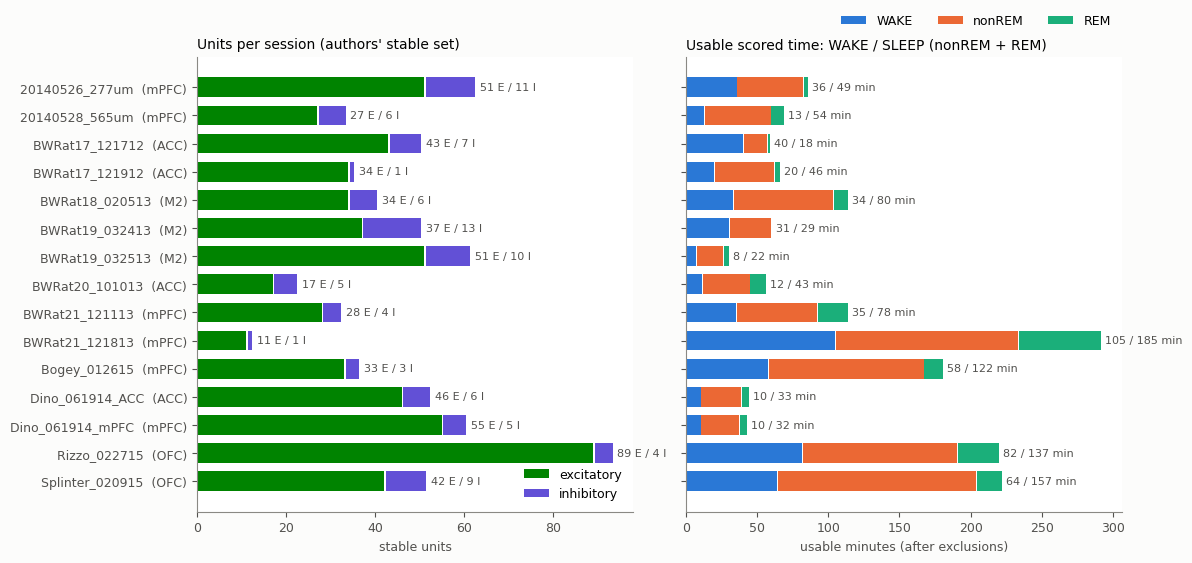 WAKE nonREM REM
Units per session (authors' stable set)
Usable scored time: WAKE / SLEEP (nonREM + REM)
20140526_277um (mPFC) 51 E / 11 I 36 / 49 min
20140528_565um (mPFC) 27 E / 6 I 13 / 54 min
BWRat17_121712 (ACC) 43 E / 7 I 40 / 18 min
BWRat17_121912 (ACC) 34 E / 1 I 20 / 46 min
BWRat18_020513 (M2) 34 E / 6 I 34 / 80 min
BWRat19_032413 (M2) 37 E / 13 I 31 / 29 min
BWRat19_032513 (M2) 51 E / 10 I 8 / 22 min
BWRat20_101013 (ACC) 17 E / 5 I 12 / 43 min
BWRat21_121113 (mPFC) 28 E / 4 I 35 / 78 min
BWRat21_121813 (mPFC) 11 E / 1 I 105 / 185 min
Bogey_012615 (mPFC) 33 E / 3 I 58 / 122 min
Dino_061914_ACC (ACC) 46 E / 6 I 10 / 33 min
Dino_061914_mPFC (mPFC) 55 E / 5 I 10 / 32 min
Rizzo_022715 (OFC) 89 E / 4 I 82 / 137 min
Splinter_020915 (OFC) 42 E / 9 I 64 / 157 min
excitatory
inhibitory
0 20 40 60 80
0 50 100 150 200 250 300
stable units
usable minutes (after exclusions)